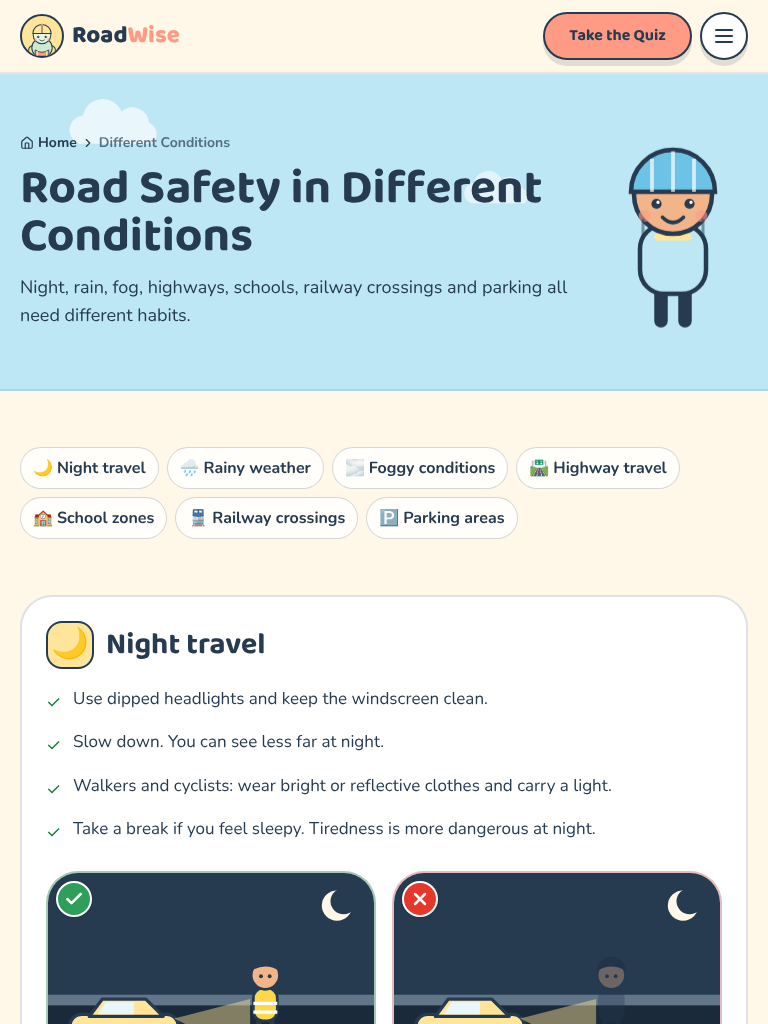 RoadWise
Take the Quiz
Home > Different Conditions
Road Safety in Different
Conditions
Night, rain, fog, highways, schools, railway crossings and parking all
need different habits.
Night travel
Rainy weather
Foggy conditions
Highway travel
School zones
Railway crossings
P Parking areas
Night travel
Use dipped headlights and keep the windscreen clean.
Slow down. You can see less far at night.
Walkers and cyclists: wear bright or reflective clothes and carry a light.
Take a break if you feel sleepy. Tiredness is more dangerous at night.